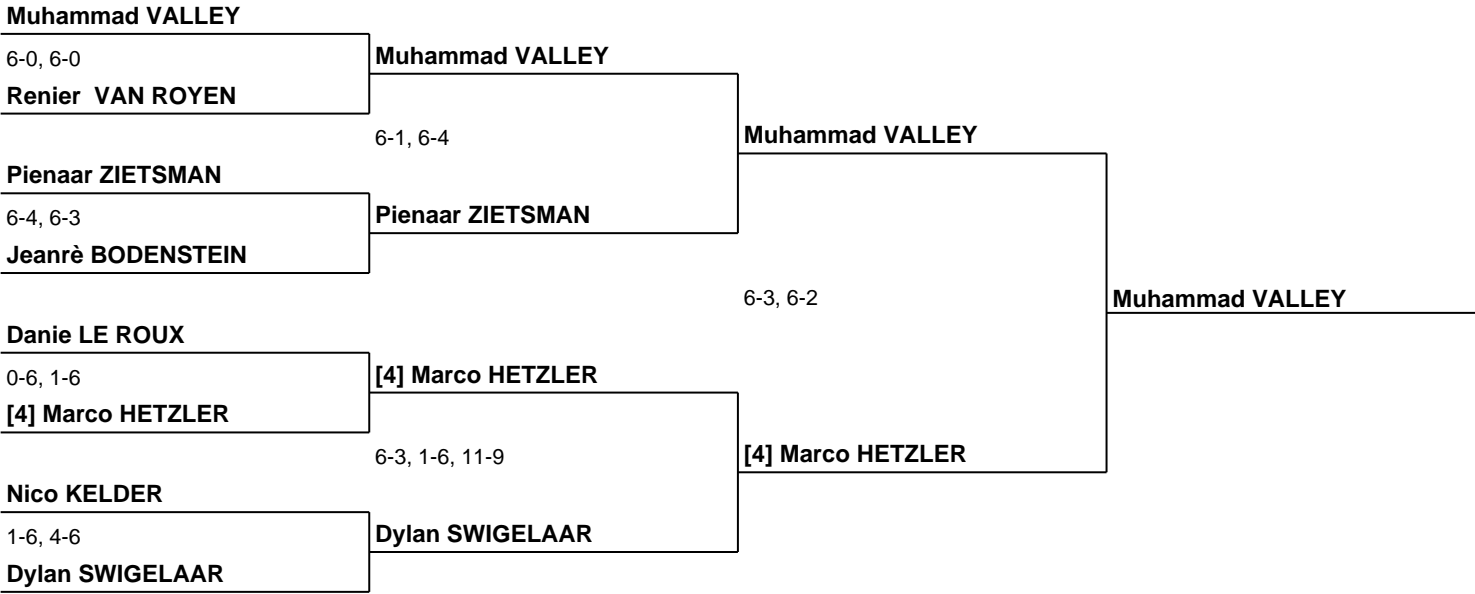 Muhammad VALLEY
6-0, 6-0
Renier  VAN ROYEN
Muhammad VALLEY
6-1, 6-4
Pienaar ZIETSMAN
6-4, 6-3
Jeanrè BODENSTEIN
Pienaar ZIETSMAN
Muhammad VALLEY
6-3, 6-2
Muhammad VALLEY
Danie LE ROUX
0-6, 1-6
[4] Marco HETZLER
[4] Marco HETZLER
6-3, 1-6, 11-9
[4] Marco HETZLER
Nico KELDER
1-6, 4-6
Dylan SWIGELAAR
Dylan SWIGELAAR